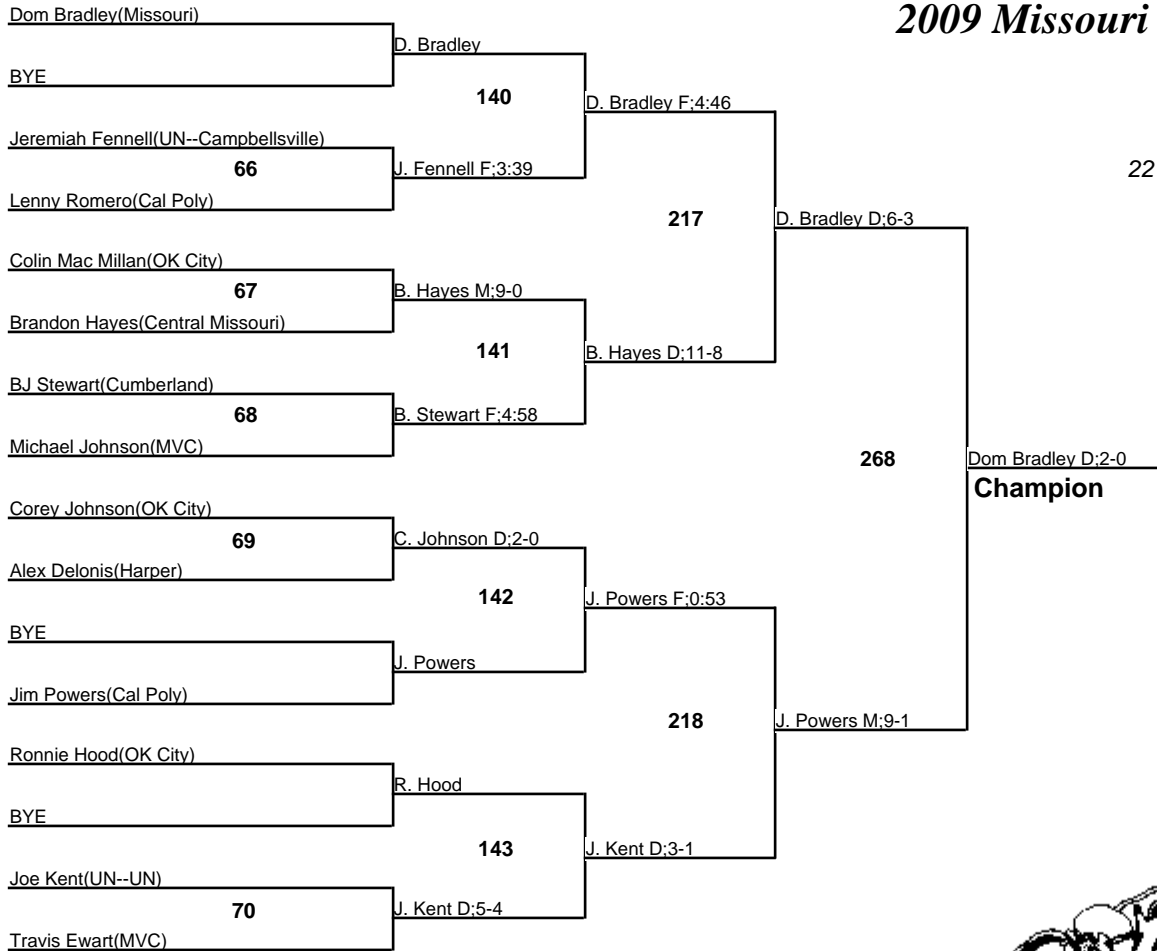 2009 Missouri
22
Dom Bradley(Missouri)
BYE
Jeremiah Fennell(UN--Campbellsville)
66
Lenny Romero(Cal Poly)
Colin Mac Millan(OK City)
67
Brandon Hayes(Central Missouri)
BJ Stewart(Cumberland)
68
Michael Johnson(MVC)
Corey Johnson(OK City)
69
Alex Delonis(Harper)
BYE
Jim Powers(Cal Poly)
Ronnie Hood(OK City)
BYE
Joe Kent(UN--UN)
70
Travis Ewart(MVC)
D. Bradley
140
J. Fennell F;3:39
B. Hayes M;9-0
141
B. Stewart F;4:58
C. Johnson D;2-0
142
J. Powers
R. Hood
143
J. Kent D;5-4
D. Bradley F;4:46
217
B. Hayes D;11-8
J. Powers F;0:53
218
J. Kent D;3-1
D. Bradley D;6-3
268
J. Powers M;9-1
Dom Bradley D;2-0
Champion